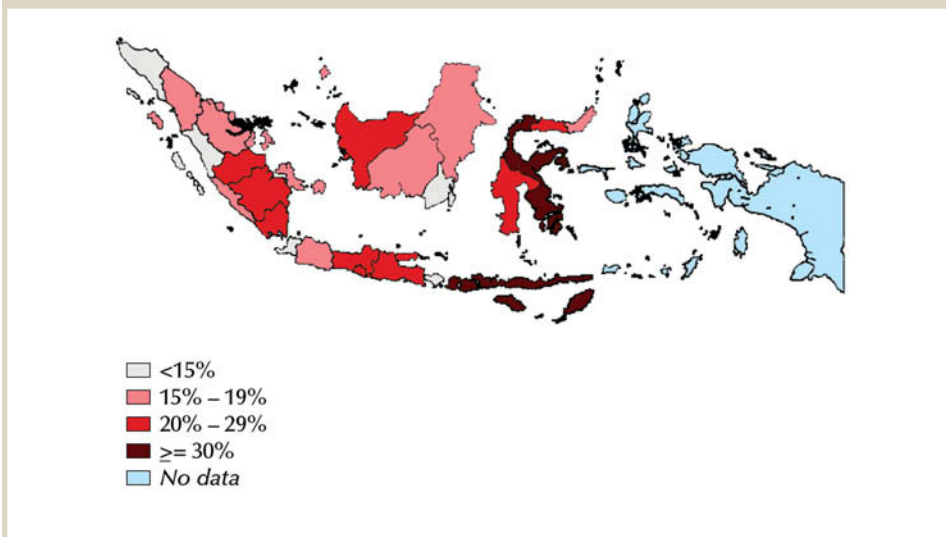 <15%
15% – 19%
20% – 29%
>= 30%
No data